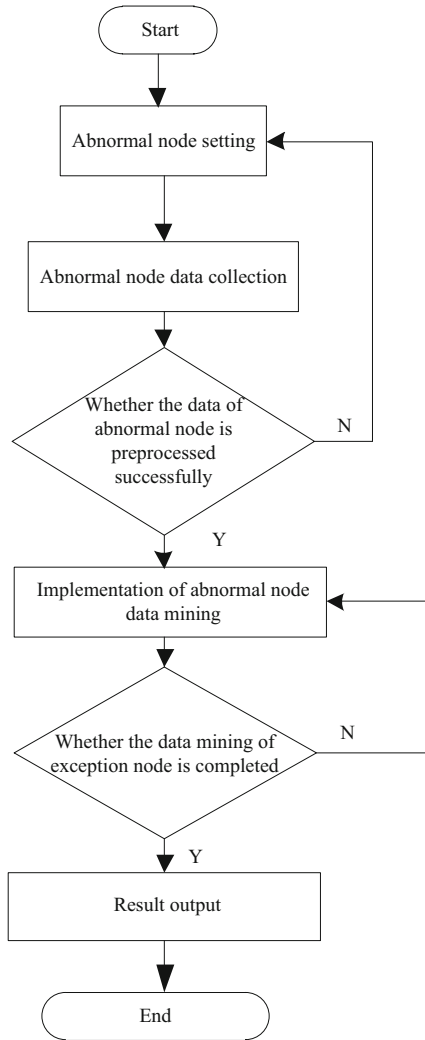 Start
Abnormal node setting
Abnormal node data collection
Whether the data of
abnormal node is
preprocessed
successfully
N
Y
Implementation of abnormal node
data mining
Whether the data mining of
exception node is completed
N
Y
Result output
End